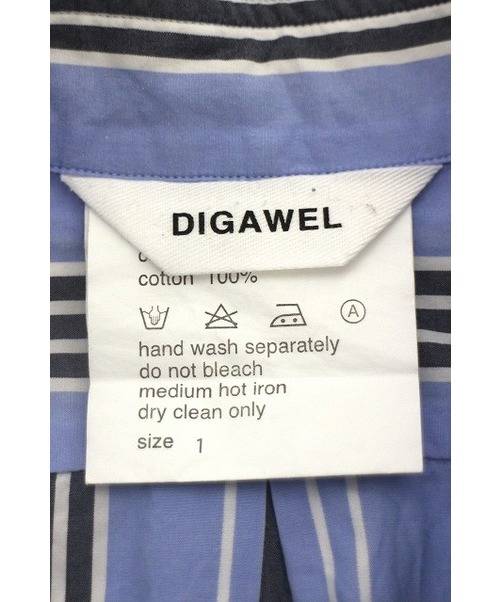 DIGAWEL
cotton 100%
A
hand wash separately
do not bleach
medium hot iron
dry clean only
size 1